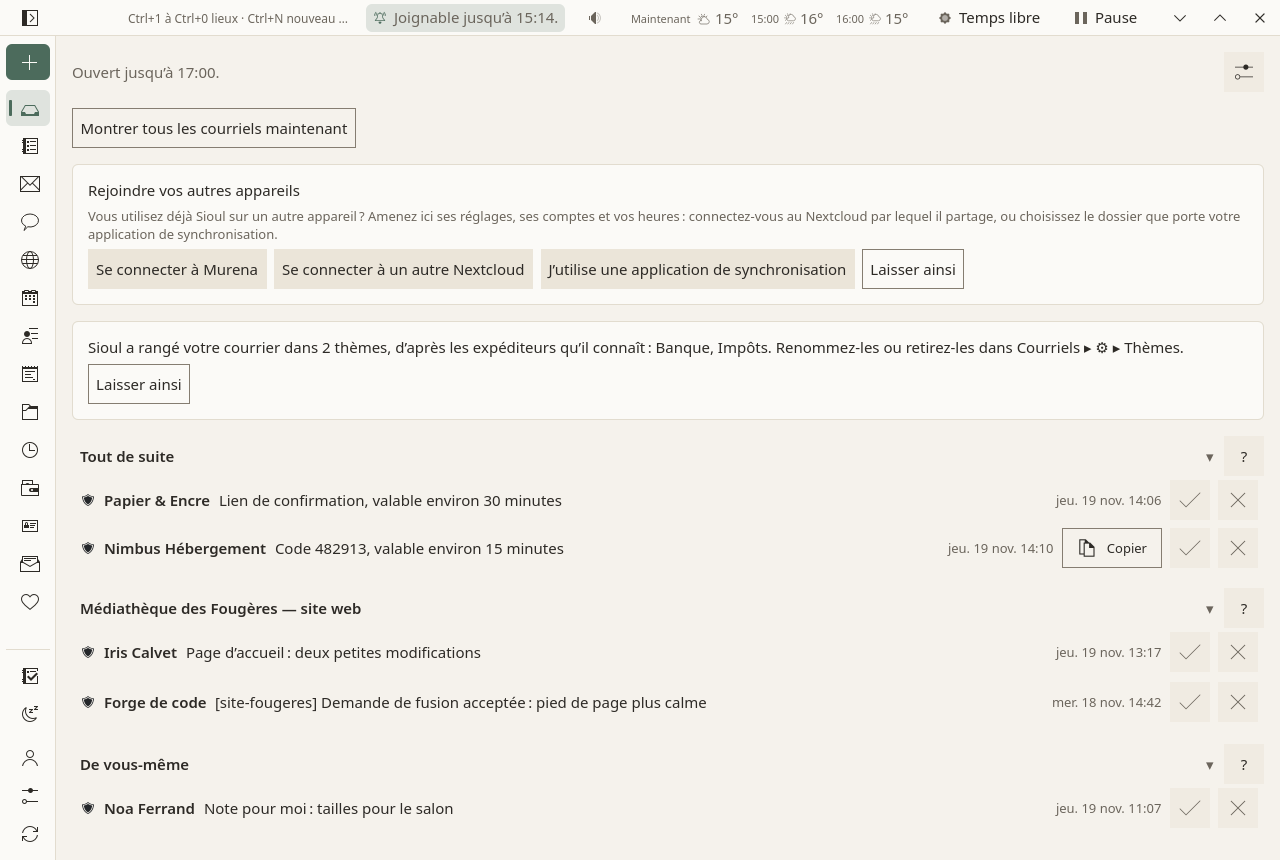 Ctrl+1 à Ctrl+0 lieux · Ctrl+N nouveau ...
Joignable jusqu’à 15:14.
Maintenant 15° 15:00 16° 16:00 15°
Temps libre
Pause
Ouvert jusqu’à 17:00.
Montrer tous les courriels maintenant
Rejoindre vos autres appareils
Vous utilisez déjà Sioul sur un autre appareil ? Amenez ici ses réglages, ses comptes et vos heures : connectez-vous au Nextcloud par lequel il partage, ou choisissez le dossier que porte votre
application de synchronisation.
Se connecter à Murena
Se connecter à un autre Nextcloud
J’utilise une application de synchronisation
Laisser ainsi
Sioul a rangé votre courrier dans 2 thèmes, d’après les expéditeurs qu’il connaît : Banque, Impôts. Renommez-les ou retirez-les dans Courriels ▸ ⚙ ▸ Thèmes.
Laisser ainsi
Tout de suite ▾ ?
Papier & Encre Lien de confirmation, valable environ 30 minutes jeu. 19 nov. 14:06
Nimbus Hébergement Code 482913, valable environ 15 minutes jeu. 19 nov. 14:10 Copier
Médiathèque des Fougères — site web ▾ ?
Iris Calvet Page d’accueil : deux petites modifications jeu. 19 nov. 13:17
Forge de code [site-fougeres] Demande de fusion acceptée : pied de page plus calme mer. 18 nov. 14:42
De vous-même ▾ ?
Noa Ferrand Note pour moi : tailles pour le salon jeu. 19 nov. 11:07